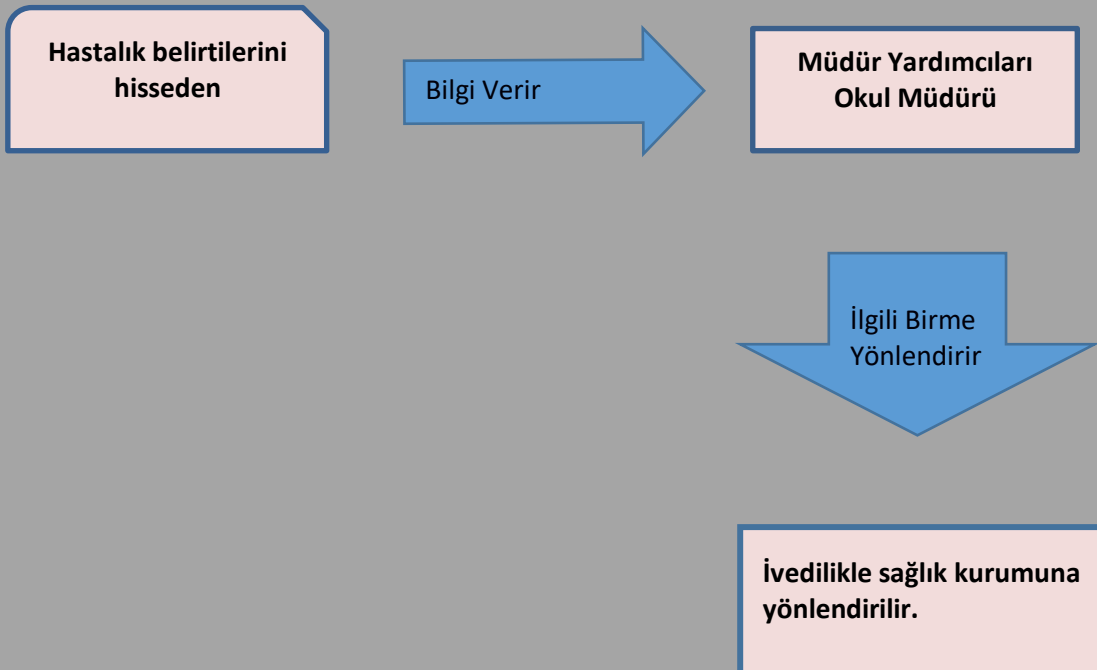 Hastalık belirtilerini
hisseden
Bilgi Verir
Müdür Yardımcıları
Okul Müdürü
İlgili Birme
Yönlendirir
İvedilikle sağlık kurumuna
yönlendirilir.